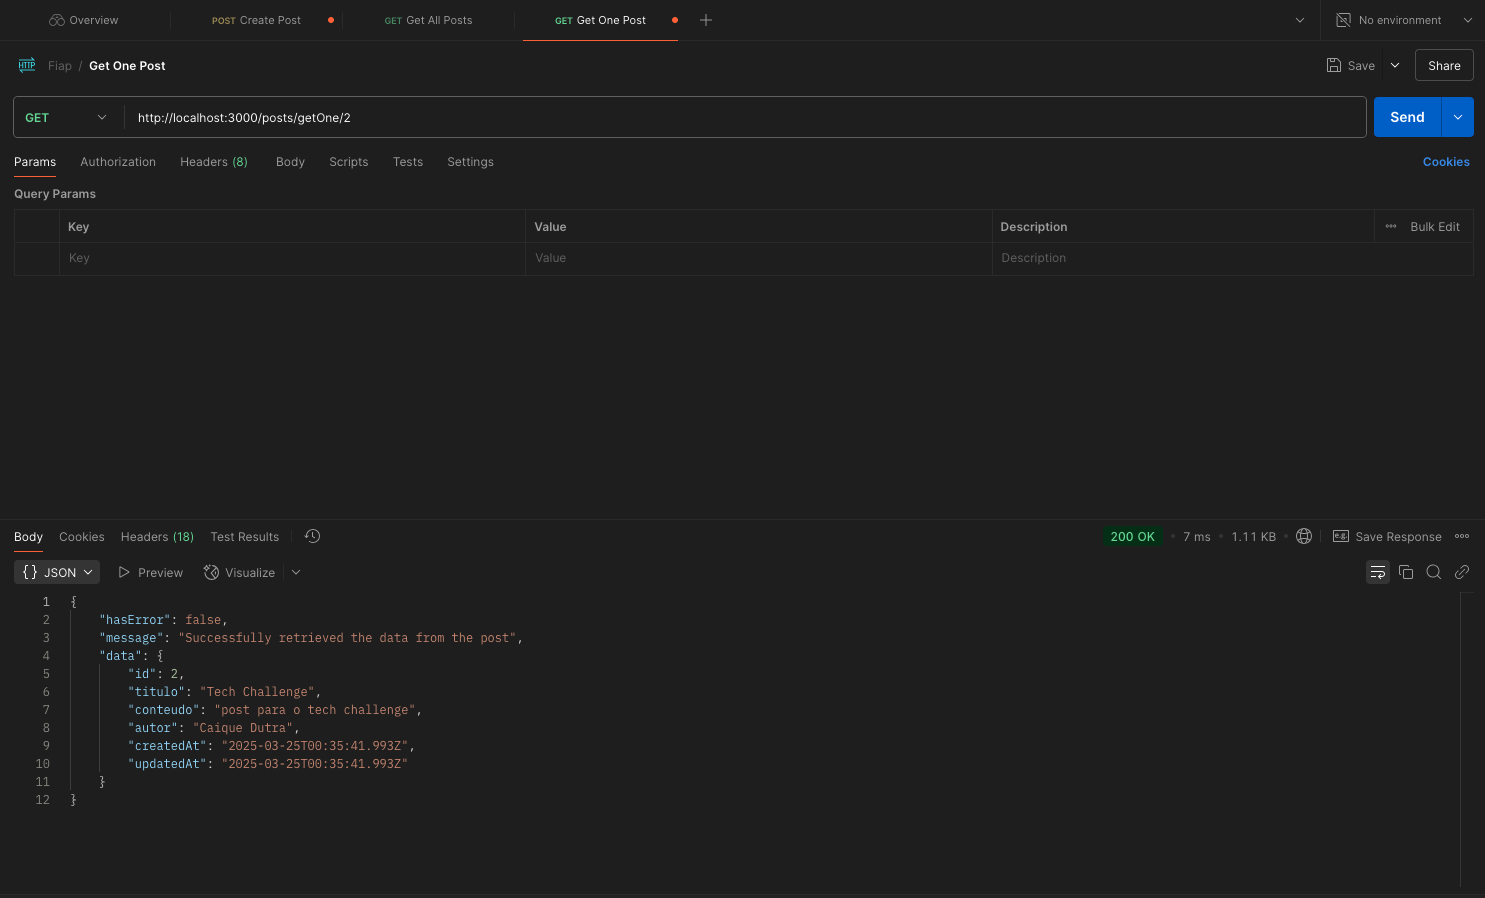 Overview
POST Create Post
GET Get All Posts
GET Get One Post
No environment
HTTP Fiap / Get One Post
Save
Share
GET
http://localhost:3000/posts/getOne/2
Send
Params Authorization Headers (8) Body Scripts Tests Settings
Cookies
Query Params
Key Value Description Bulk Edit
Key Value Description
Body Cookies Headers (18) Test Results
200 OK • 7 ms • 1.11 KB •
e.g. Save Response
{} JSON
Preview
Visualize
1 {
2 "hasError": false,
3 "message": "Successfully retrieved the data from the post",
4 "data": {
5 "id": 2,
6 "titulo": "Tech Challenge",
7 "conteudo": "post para o tech challenge",
8 "autor": "Caique Dutra",
9 "createdAt": "2025-03-25T00:35:41.993Z",
10 "updatedAt": "2025-03-25T00:35:41.993Z"
11 }
12 }